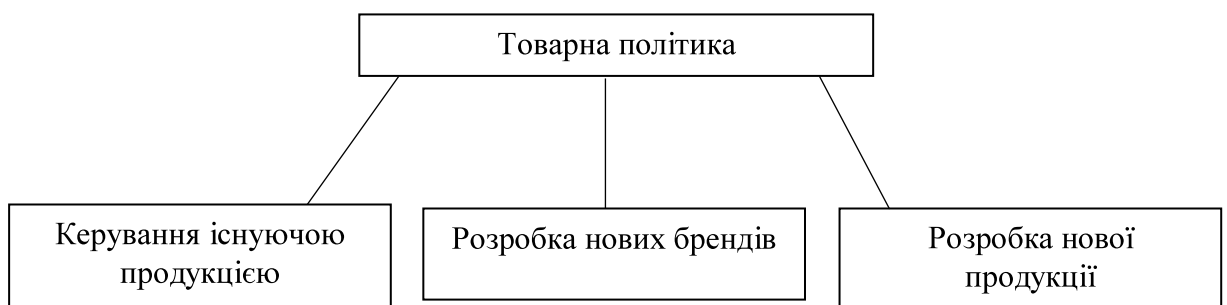 Товарна політика
Керування існуючою
продукцією
Розробка нових брендів
Розробка нової
продукції